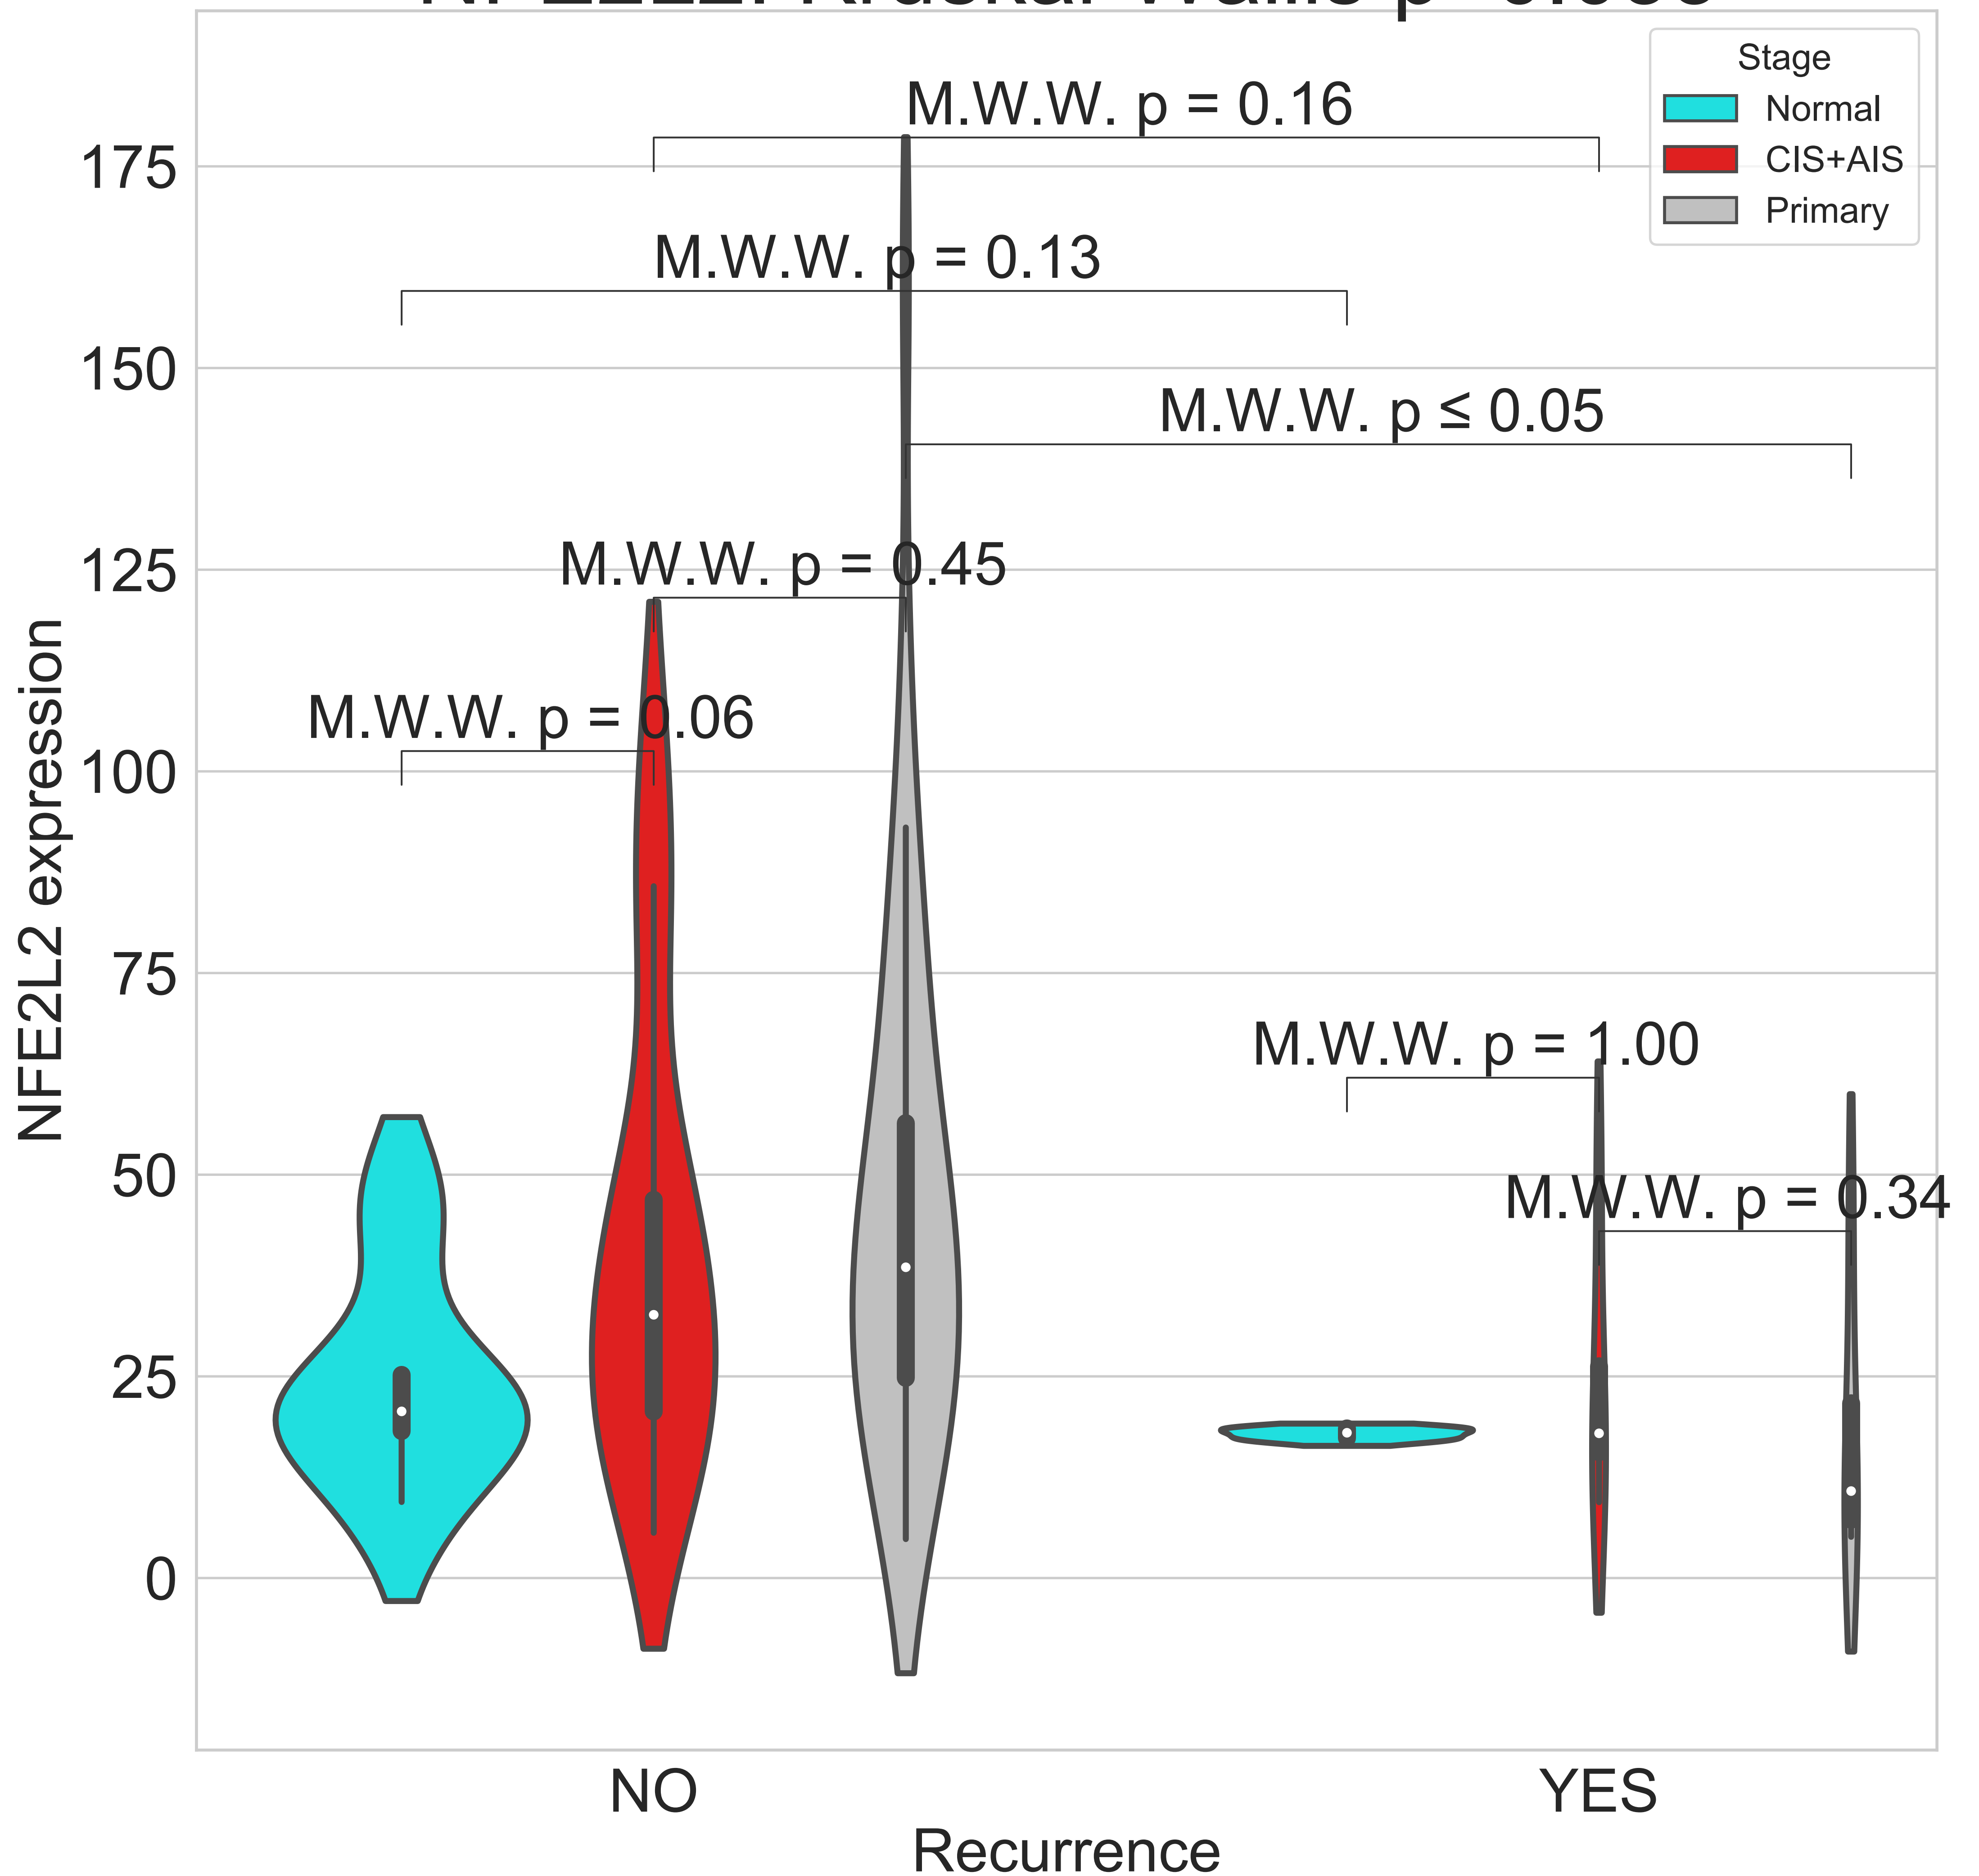 Stage
Normal
CIS+AIS
Primary
M.W.W. p = 0.16
M.W.W. p = 0.13
M.W.W. p ≤ 0.05
M.W.W. p = 0.45
M.W.W. p = 0.06
M.W.W. p = 1.00
M.W.W. p = 0.34
175
150
125
100
75
50
25
0
NFE2L2 expression
NO
YES
Recurrence